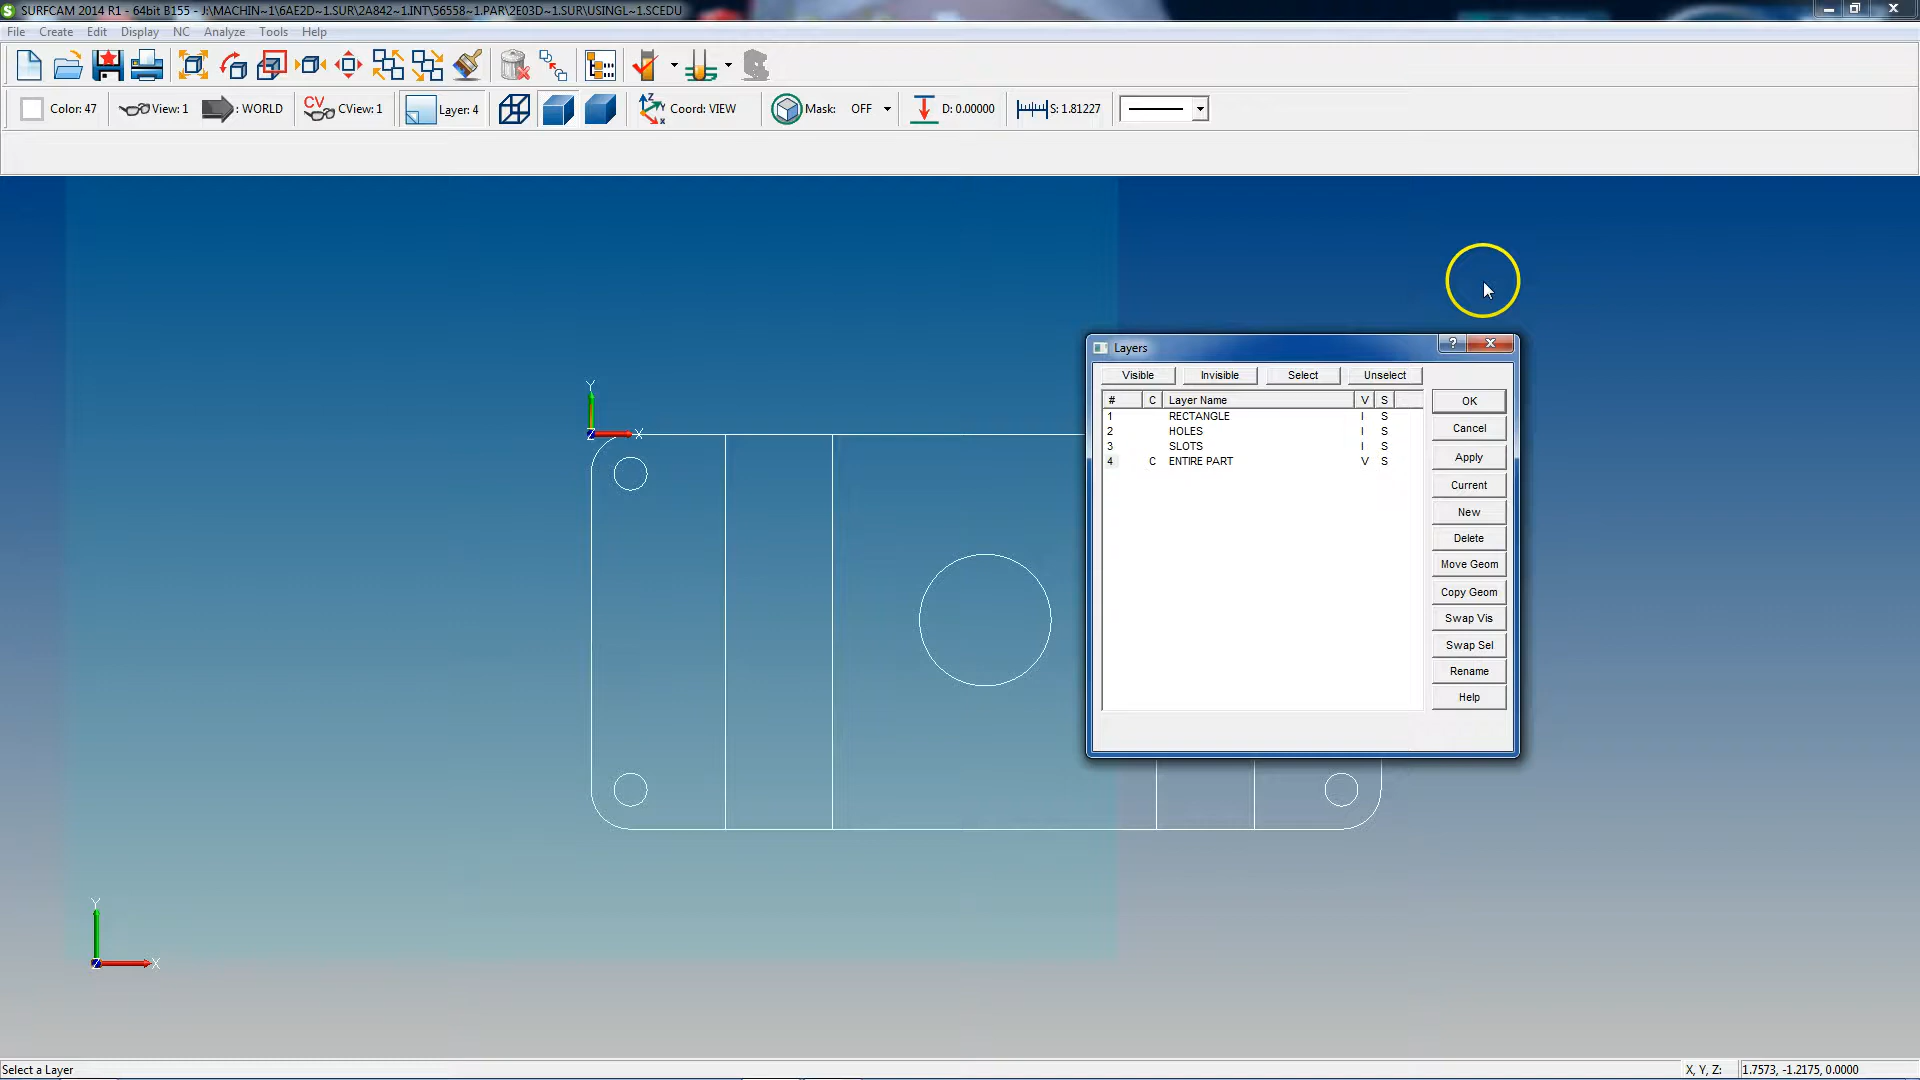 SURFCAM 2014 R1 - 64bit B155 - J:\MACHIN~1\6AE2D~1.SUR\2A842~1.INT\56558~1.PAR\2E03D~1.SUR\USINGL~1.SCEDU
File Create Edit Display NC Analyze Tools Help
Color: 47 View: 1 : WORLD CV CView: 1 Layer: 4 Z Y X Coord: VIEW Mask: OFF D: 0.00000 S: 1.81227
Layers
Visible Invisible Select Unselect
# C Layer Name V S
1 RECTANGLE I S
2 HOLES I S
3 SLOTS I S
4 C ENTIRE PART V S
OK
Cancel
Apply
Current
New
Delete
Move Geom
Copy Geom
Swap Vis
Swap Sel
Rename
Help
Y
Z X
Y
Z X
Select a Layer X, Y, Z: 1.7573, -1.2175, 0.0000